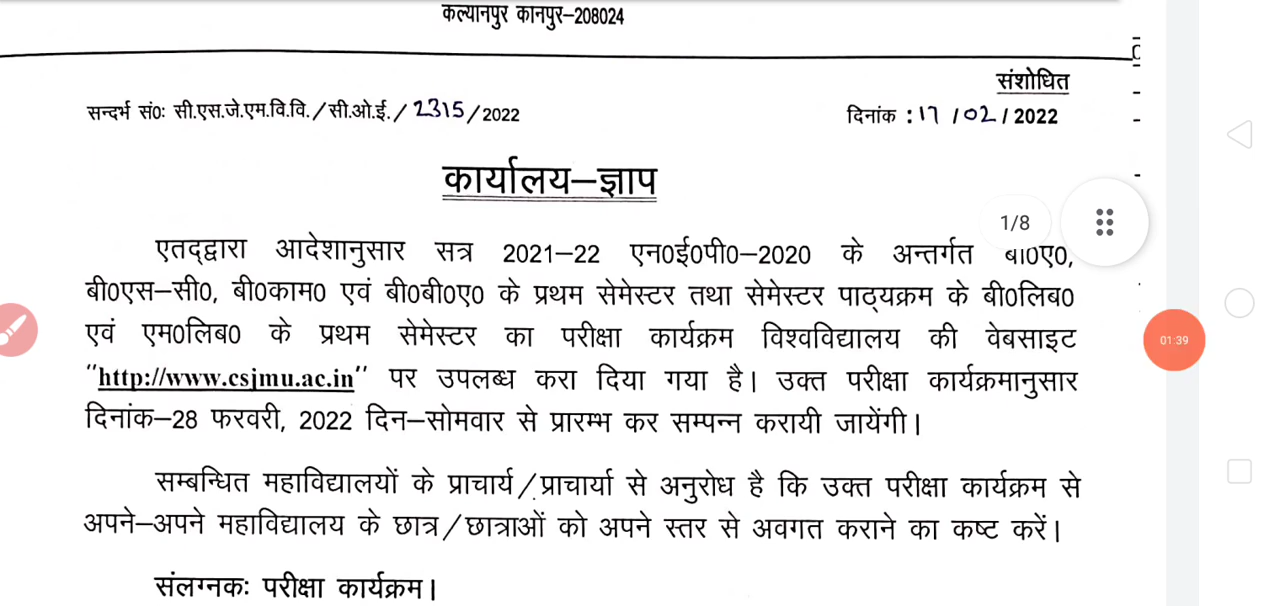 कल्यानपुर कानपुर–208024
संशोधित
सन्दर्भ सं0: सी.एस.जे.एम.वि.वि./सी.ओ.ई./2315/2022
दिनांक :17/02/2022
कार्यालय–ज्ञाप
1/8
एतद्द्वारा आदेशानुसार सत्र 2021–22 एन0ई0पी0–2020 के अन्तर्गत बी0ए0,
बी0एस–सी0, बी0काम0 एवं बी0बी0ए0 के प्रथम सेमेस्टर तथा सेमेस्टर पाठ्यक्रम के बी0लिब0
एवं एम0लिब0 के प्रथम सेमेस्टर का परीक्षा कार्यक्रम विश्वविद्यालय की वेबसाइट
01:39
"http://www.csjmu.ac.in" पर उपलब्ध करा दिया गया है। उक्त परीक्षा कार्यक्रमानुसार
दिनांक–28 फरवरी, 2022 दिन–सोमवार से प्रारम्भ कर सम्पन्न करायी जायेंगी।
सम्बन्धित महाविद्यालयों के प्राचार्य/प्राचार्या से अनुरोध है कि उक्त परीक्षा कार्यक्रम से
अपने–अपने महाविद्यालय के छात्र/छात्राओं को अपने स्तर से अवगत कराने का कष्ट करें।
संलग्नक: परीक्षा कार्यक्रम।